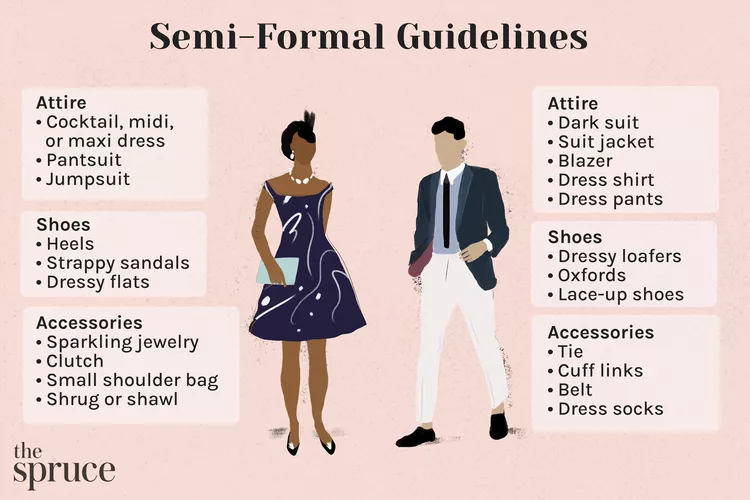 Semi-Formal Guidelines
Attire
• Cocktail, midi,
or maxi dress
• Pantsuit
• Jumpsuit
Shoes
• Heels
• Strappy sandals
• Dressy flats
Accessories
• Sparkling jewelry
• Clutch
• Small shoulder bag
• Shrug or shawl
Attire
• Dark suit
• Suit jacket
• Blazer
• Dress shirt
• Dress pants
Shoes
• Dressy loafers
• Oxfords
• Lace-up shoes
Accessories
• Tie
• Cuff links
• Belt
• Dress socks
the
spruce